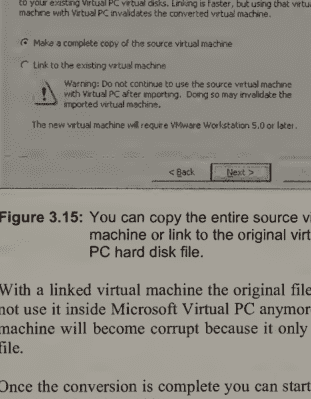 to your existing Virtual PC virtual disks. Linking is faster, but using that virtu
machine with Virtual PC invalidates the converted virtual machine.
Make a complete copy of the source virtual machine
Link to the existing virtual machine
Warning: Do not continue to use the source virtual machine
with Virtual PC after importing. Doing so may invalidate the
imported virtual machine.
The new virtual machine will require VMware Workstation 5.0 or later.
< Back Next >
Figure 3.15: You can copy the entire source vi
machine or link to the original virt
PC hard disk file.
With a linked virtual machine the original file
not use it inside Microsoft Virtual PC anymor
machine will become corrupt because it only
file.
Once the conversion is complete you can start